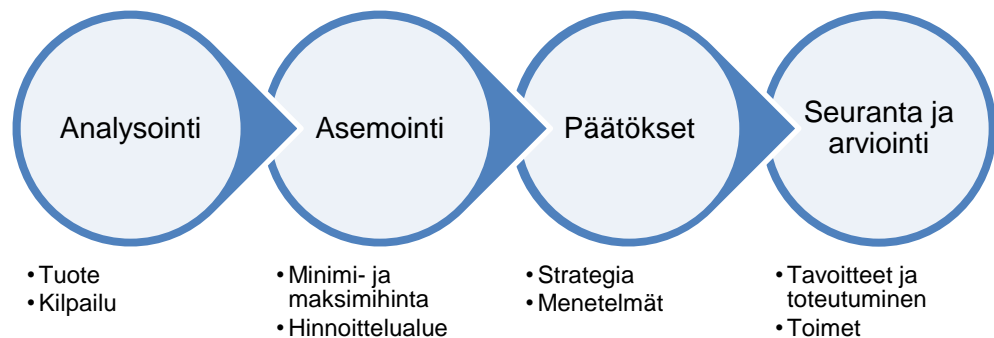 Analysointi
Asemointi
Päätökset
Seuranta ja
arviointi
• Tuote
• Kilpailu
• Minimi- ja
maksimihinta
• Hinnoittelualue
• Strategia
• Menetelmät
• Tavoitteet ja
toteutuminen
• Toimet